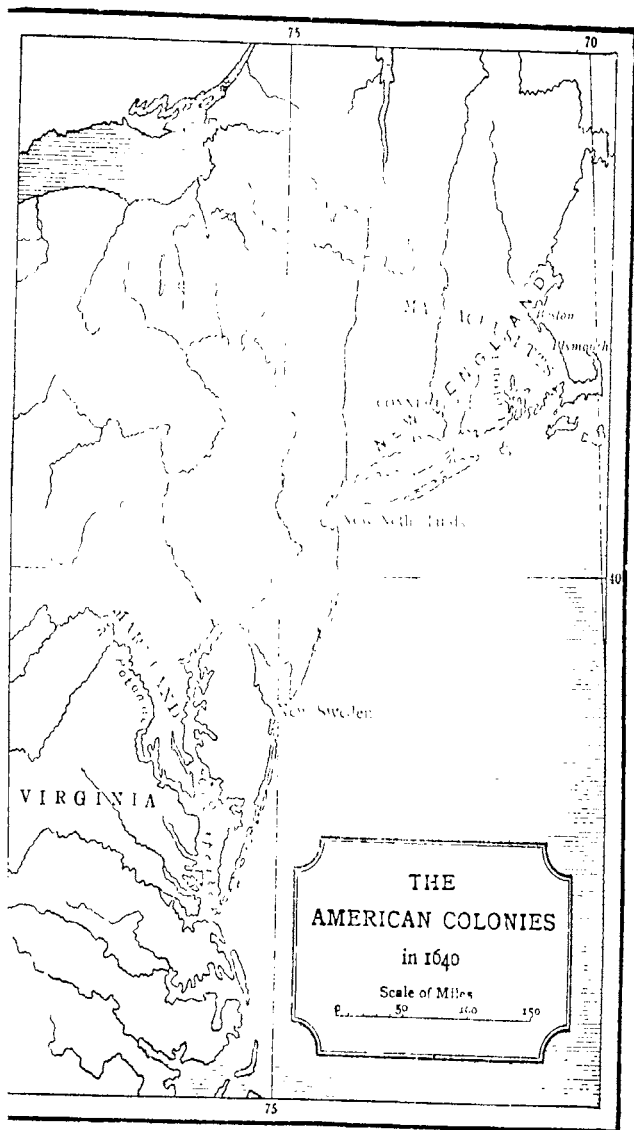 75 70
NEW ENGLAND
Boston
Plymouth
40
MARYLAND
Potomac
New Sweden
VIRGINIA
THE
AMERICAN COLONIES
in 1640
Scale of Miles
0 50 100 150
75